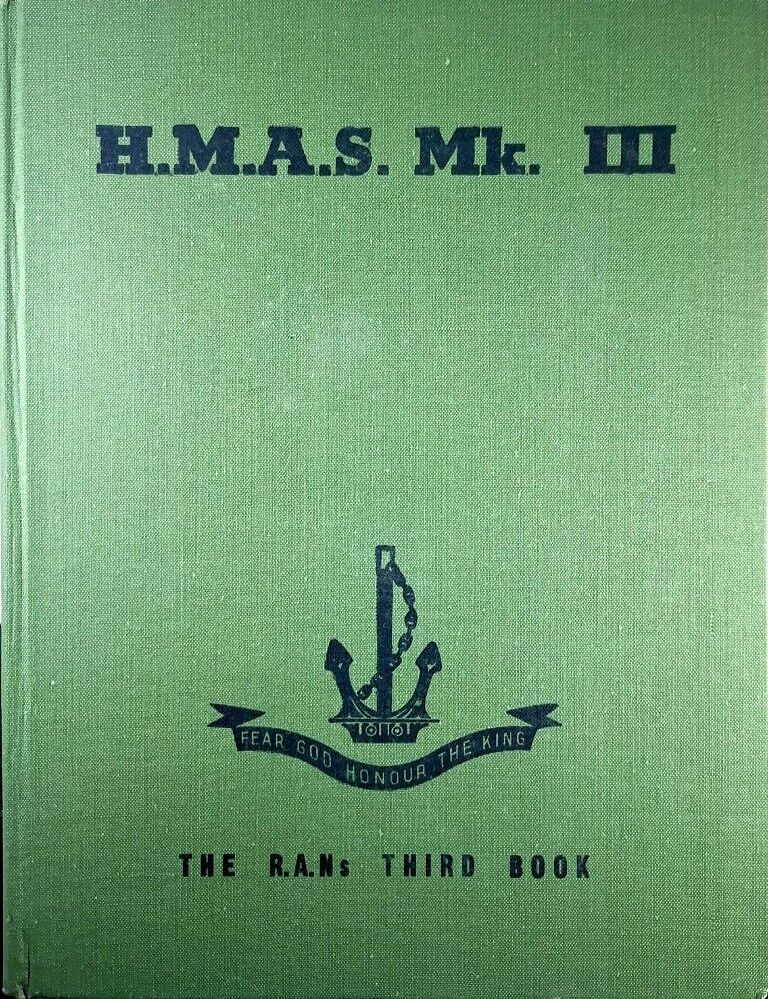 H.M.A.S. Mk. III
FEAR GOD HONOUR THE KING
THE R.A.Ns THIRD BOOK